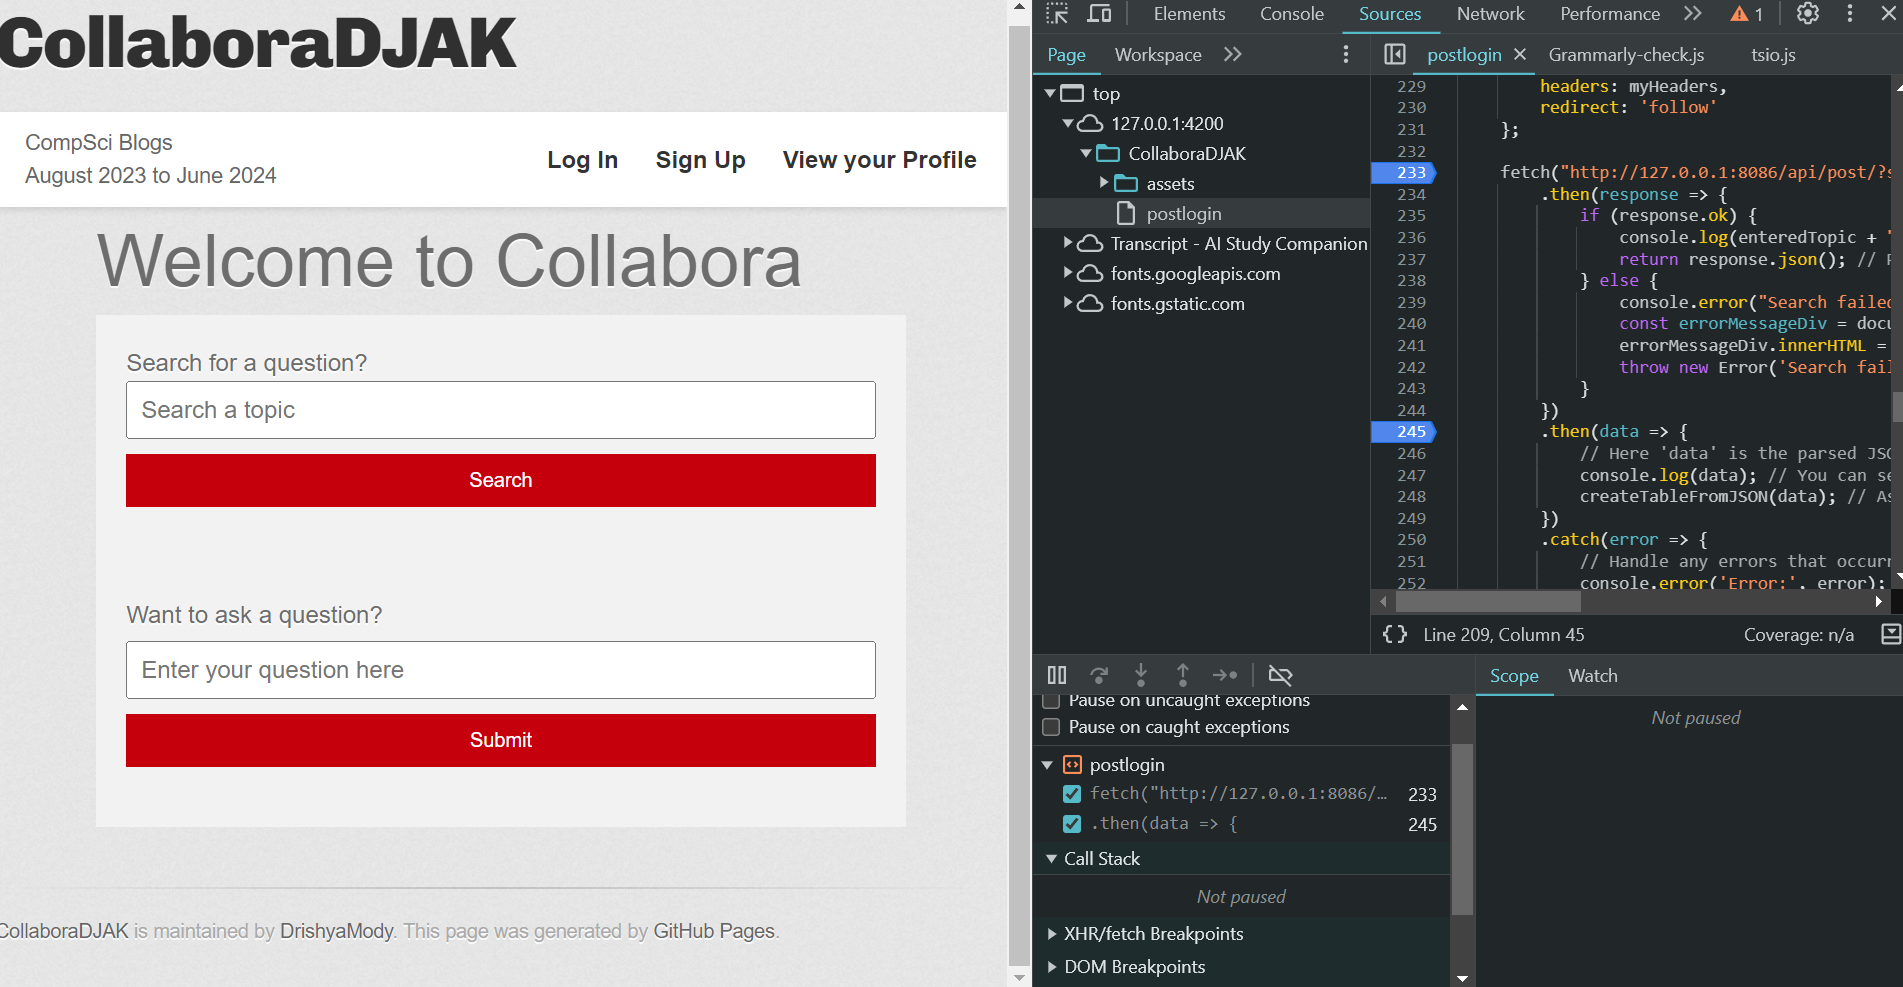 CollaboraDJAK
CompSci Blogs
August 2023 to June 2024
Log In
Sign Up
View your Profile
Welcome to Collabora
Search for a question?
Search a topic
Search
Want to ask a question?
Enter your question here
Submit
CollaboraDJAK is maintained by DrishyaMody. This page was generated by GitHub Pages.
Elements
Console
Sources
Network
Performance
1
Page
Workspace
postlogin
Grammarly-check.js
tsio.js
top
127.0.0.1:4200
CollaboraDJAK
assets
postlogin
Transcript - AI Study Companion
fonts.googleapis.com
fonts.gstatic.com
229 headers: myHeaders,
230 redirect: 'follow'
231 };
232
233 fetch("http://127.0.0.1:8086/api/post/?s
234 .then(response => {
235 if (response.ok) {
236 console.log(enteredTopic + '
237 return response.json(); //
238 } else {
239 console.error("Search failed
240 const errorMessageDiv = docu
241 errorMessageDiv.innerHTML =
242 throw new Error('Search fail
243 }
244 })
245 .then(data => {
246 // Here 'data' is the parsed JSO
247 console.log(data); // You can se
248 createTableFromJSON(data); // As
249 })
250 .catch(error => {
251 // Handle any errors that occurr
252 console.error('Error:', error);
{} Line 209, Column 45
Coverage: n/a
Pause on uncaught exceptions
Pause on caught exceptions
postlogin
fetch("http://127.0.0.1:8086/… 233
.then(data => { 245
Call Stack
Not paused
XHR/fetch Breakpoints
DOM Breakpoints
Scope
Watch
Not paused